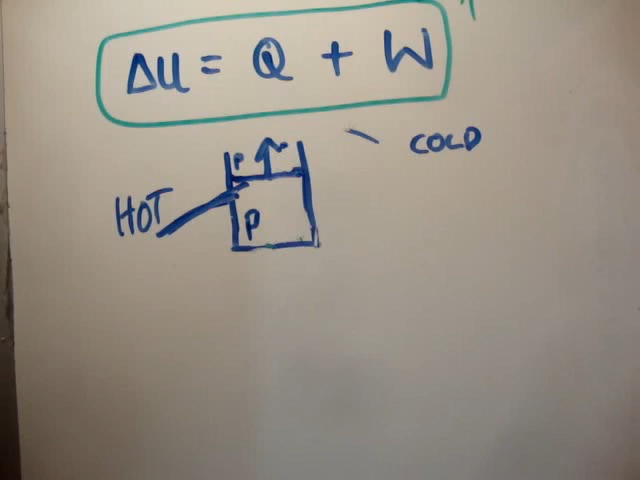 ΔU = Q + W
COLD
P
HOT
P